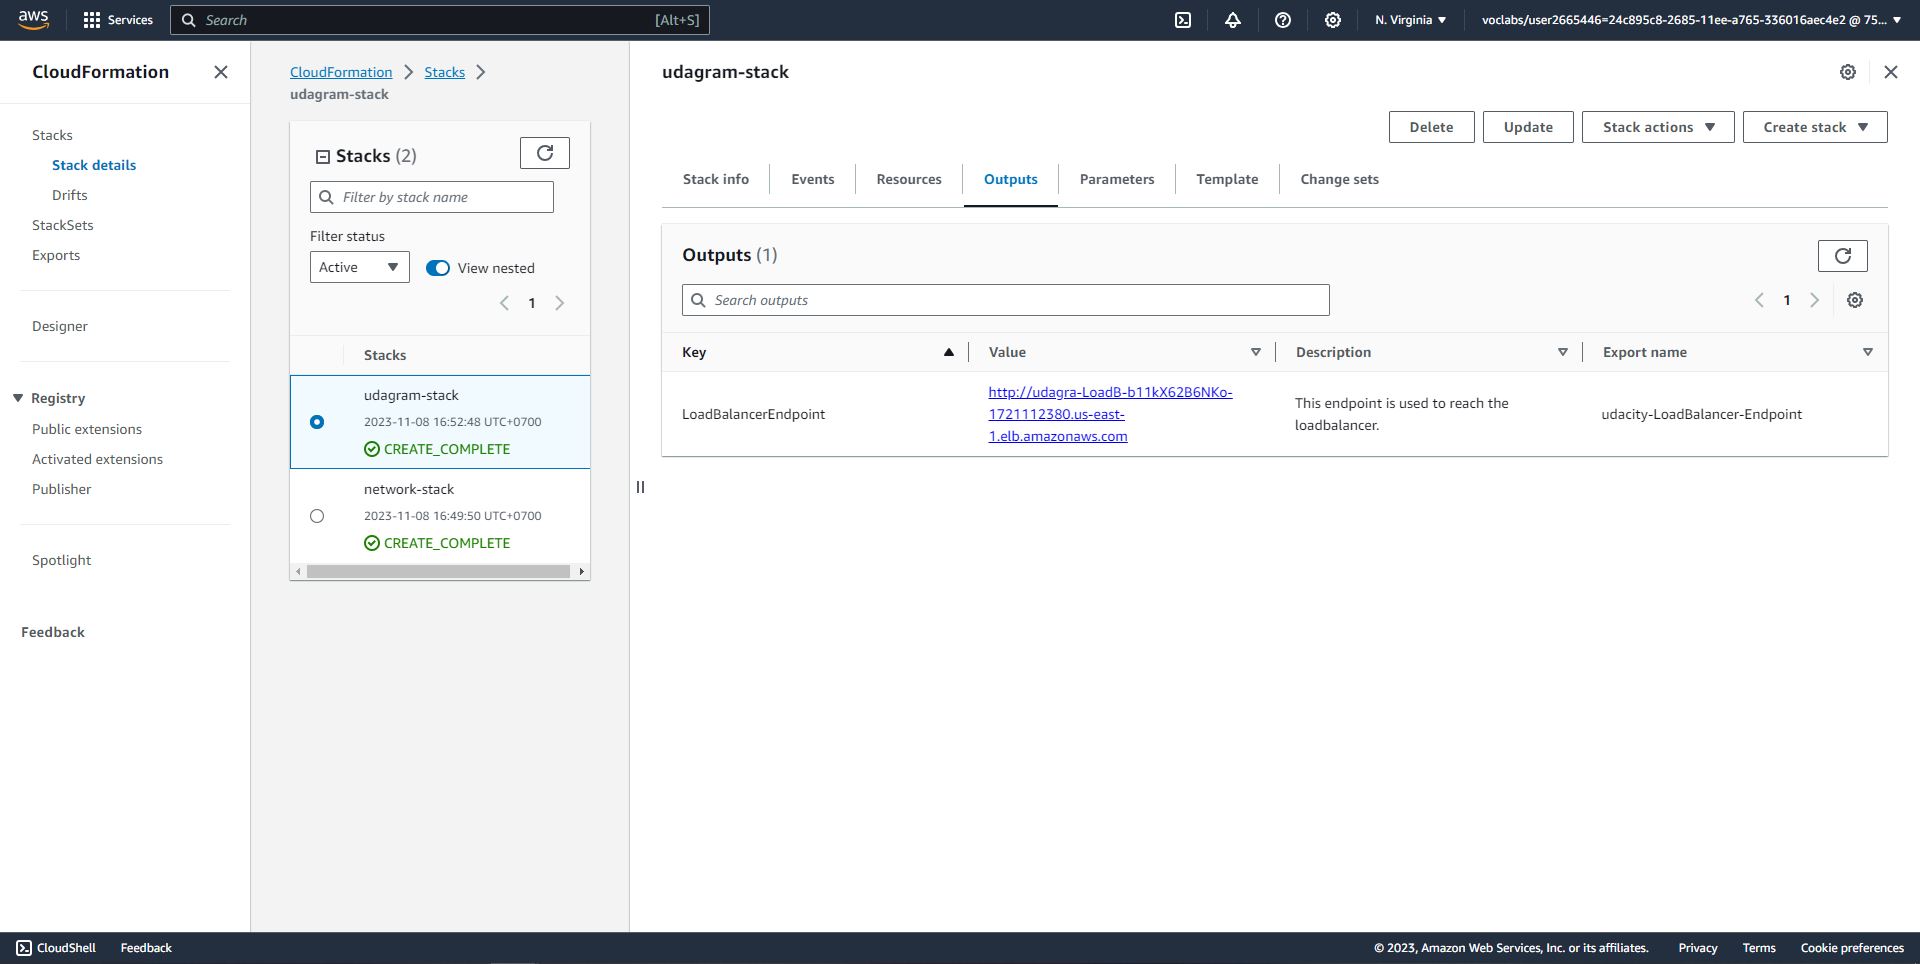 aws
Services
Search
[Alt+S]
N. Virginia
voclabs/user2665446=24c895c8-2685-11ee-a765-336016aec4e2 @ 75...
CloudFormation
Stacks
Stack details
Drifts
StackSets
Exports
Designer
Registry
Public extensions
Activated extensions
Publisher
Spotlight
Feedback
CloudFormation
Stacks
udagram-stack
Stacks (2)
Filter by stack name
Filter status
Active
View nested
1
Stacks
udagram-stack
2023-11-08 16:52:48 UTC+0700
CREATE_COMPLETE
network-stack
2023-11-08 16:49:50 UTC+0700
CREATE_COMPLETE
udagram-stack
Delete
Update
Stack actions
Create stack
Stack info
Events
Resources
Outputs
Parameters
Template
Change sets
Outputs (1)
Search outputs
1
Key
Value
Description
Export name
LoadBalancerEndpoint
http://udagra-LoadB-b11kX62B6NKo-
1721112380.us-east-
1.elb.amazonaws.com
This endpoint is used to reach the
loadbalancer.
udacity-LoadBalancer-Endpoint
CloudShell
Feedback
© 2023, Amazon Web Services, Inc. or its affiliates.
Privacy
Terms
Cookie preferences